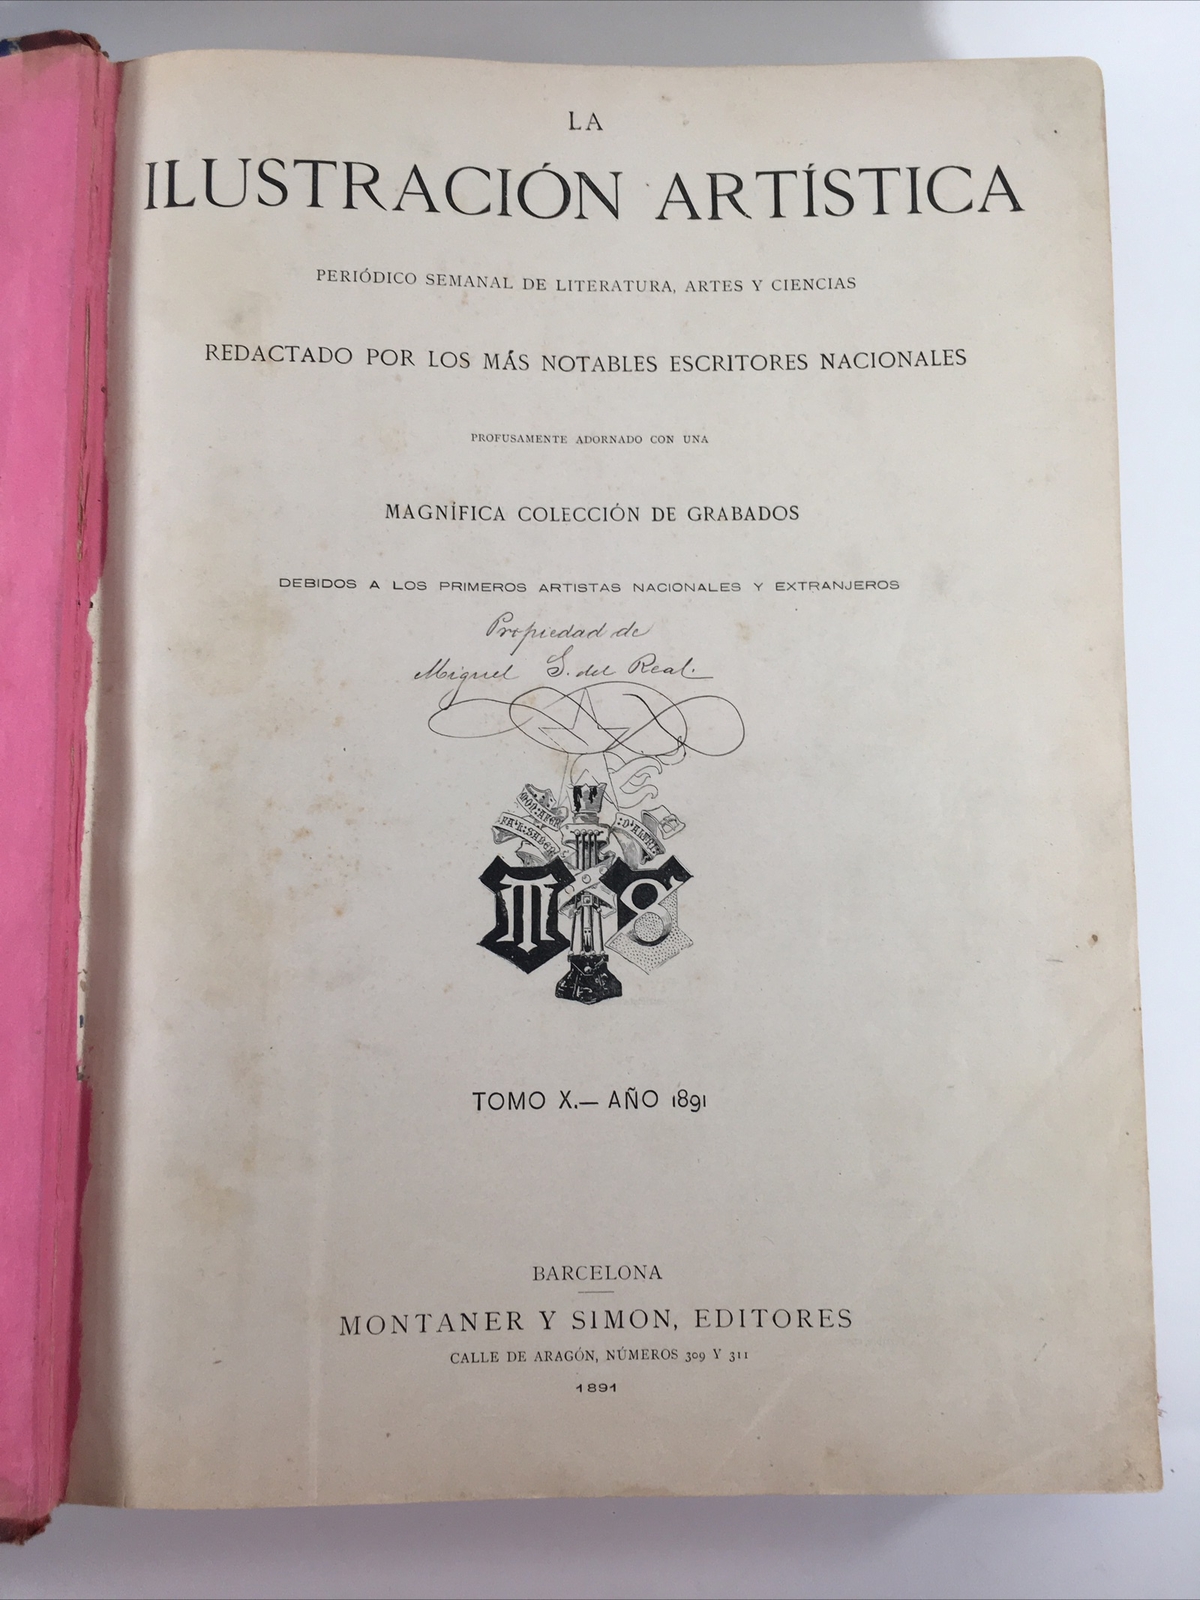 LA
ILUSTRACIÓN ARTÍSTICA
PERIÓDICO SEMANAL DE LITERATURA, ARTES Y CIENCIAS
REDACTADO POR LOS MÁS NOTABLES ESCRITORES NACIONALES
PROFUSAMENTE ADORNADO CON UNA
MAGNÍFICA COLECCIÓN DE GRABADOS
DEBIDOS A LOS PRIMEROS ARTISTAS NACIONALES Y EXTRANJEROS
Propiedad de
Miguel G. del Real.
M S
TOMO X.— AÑO 1891
BARCELONA
MONTANER Y SIMON, EDITORES
CALLE DE ARAGÓN, NÚMEROS 309 Y 311
1891